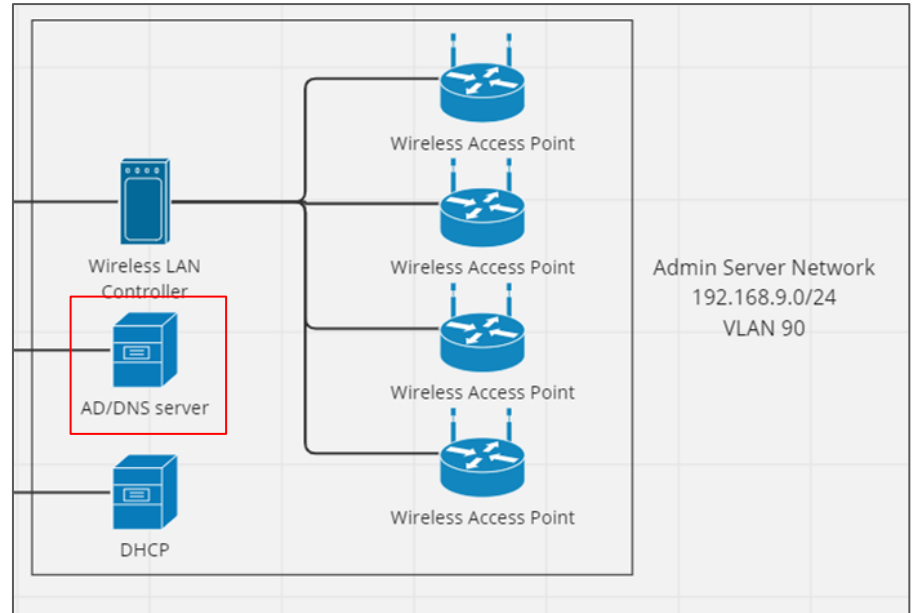 Wireless Access Point
Wireless LAN
Controller
Wireless Access Point
Admin Server Network
192.168.9.0/24
VLAN 90
AD/DNS server
Wireless Access Point
DHCP
Wireless Access Point